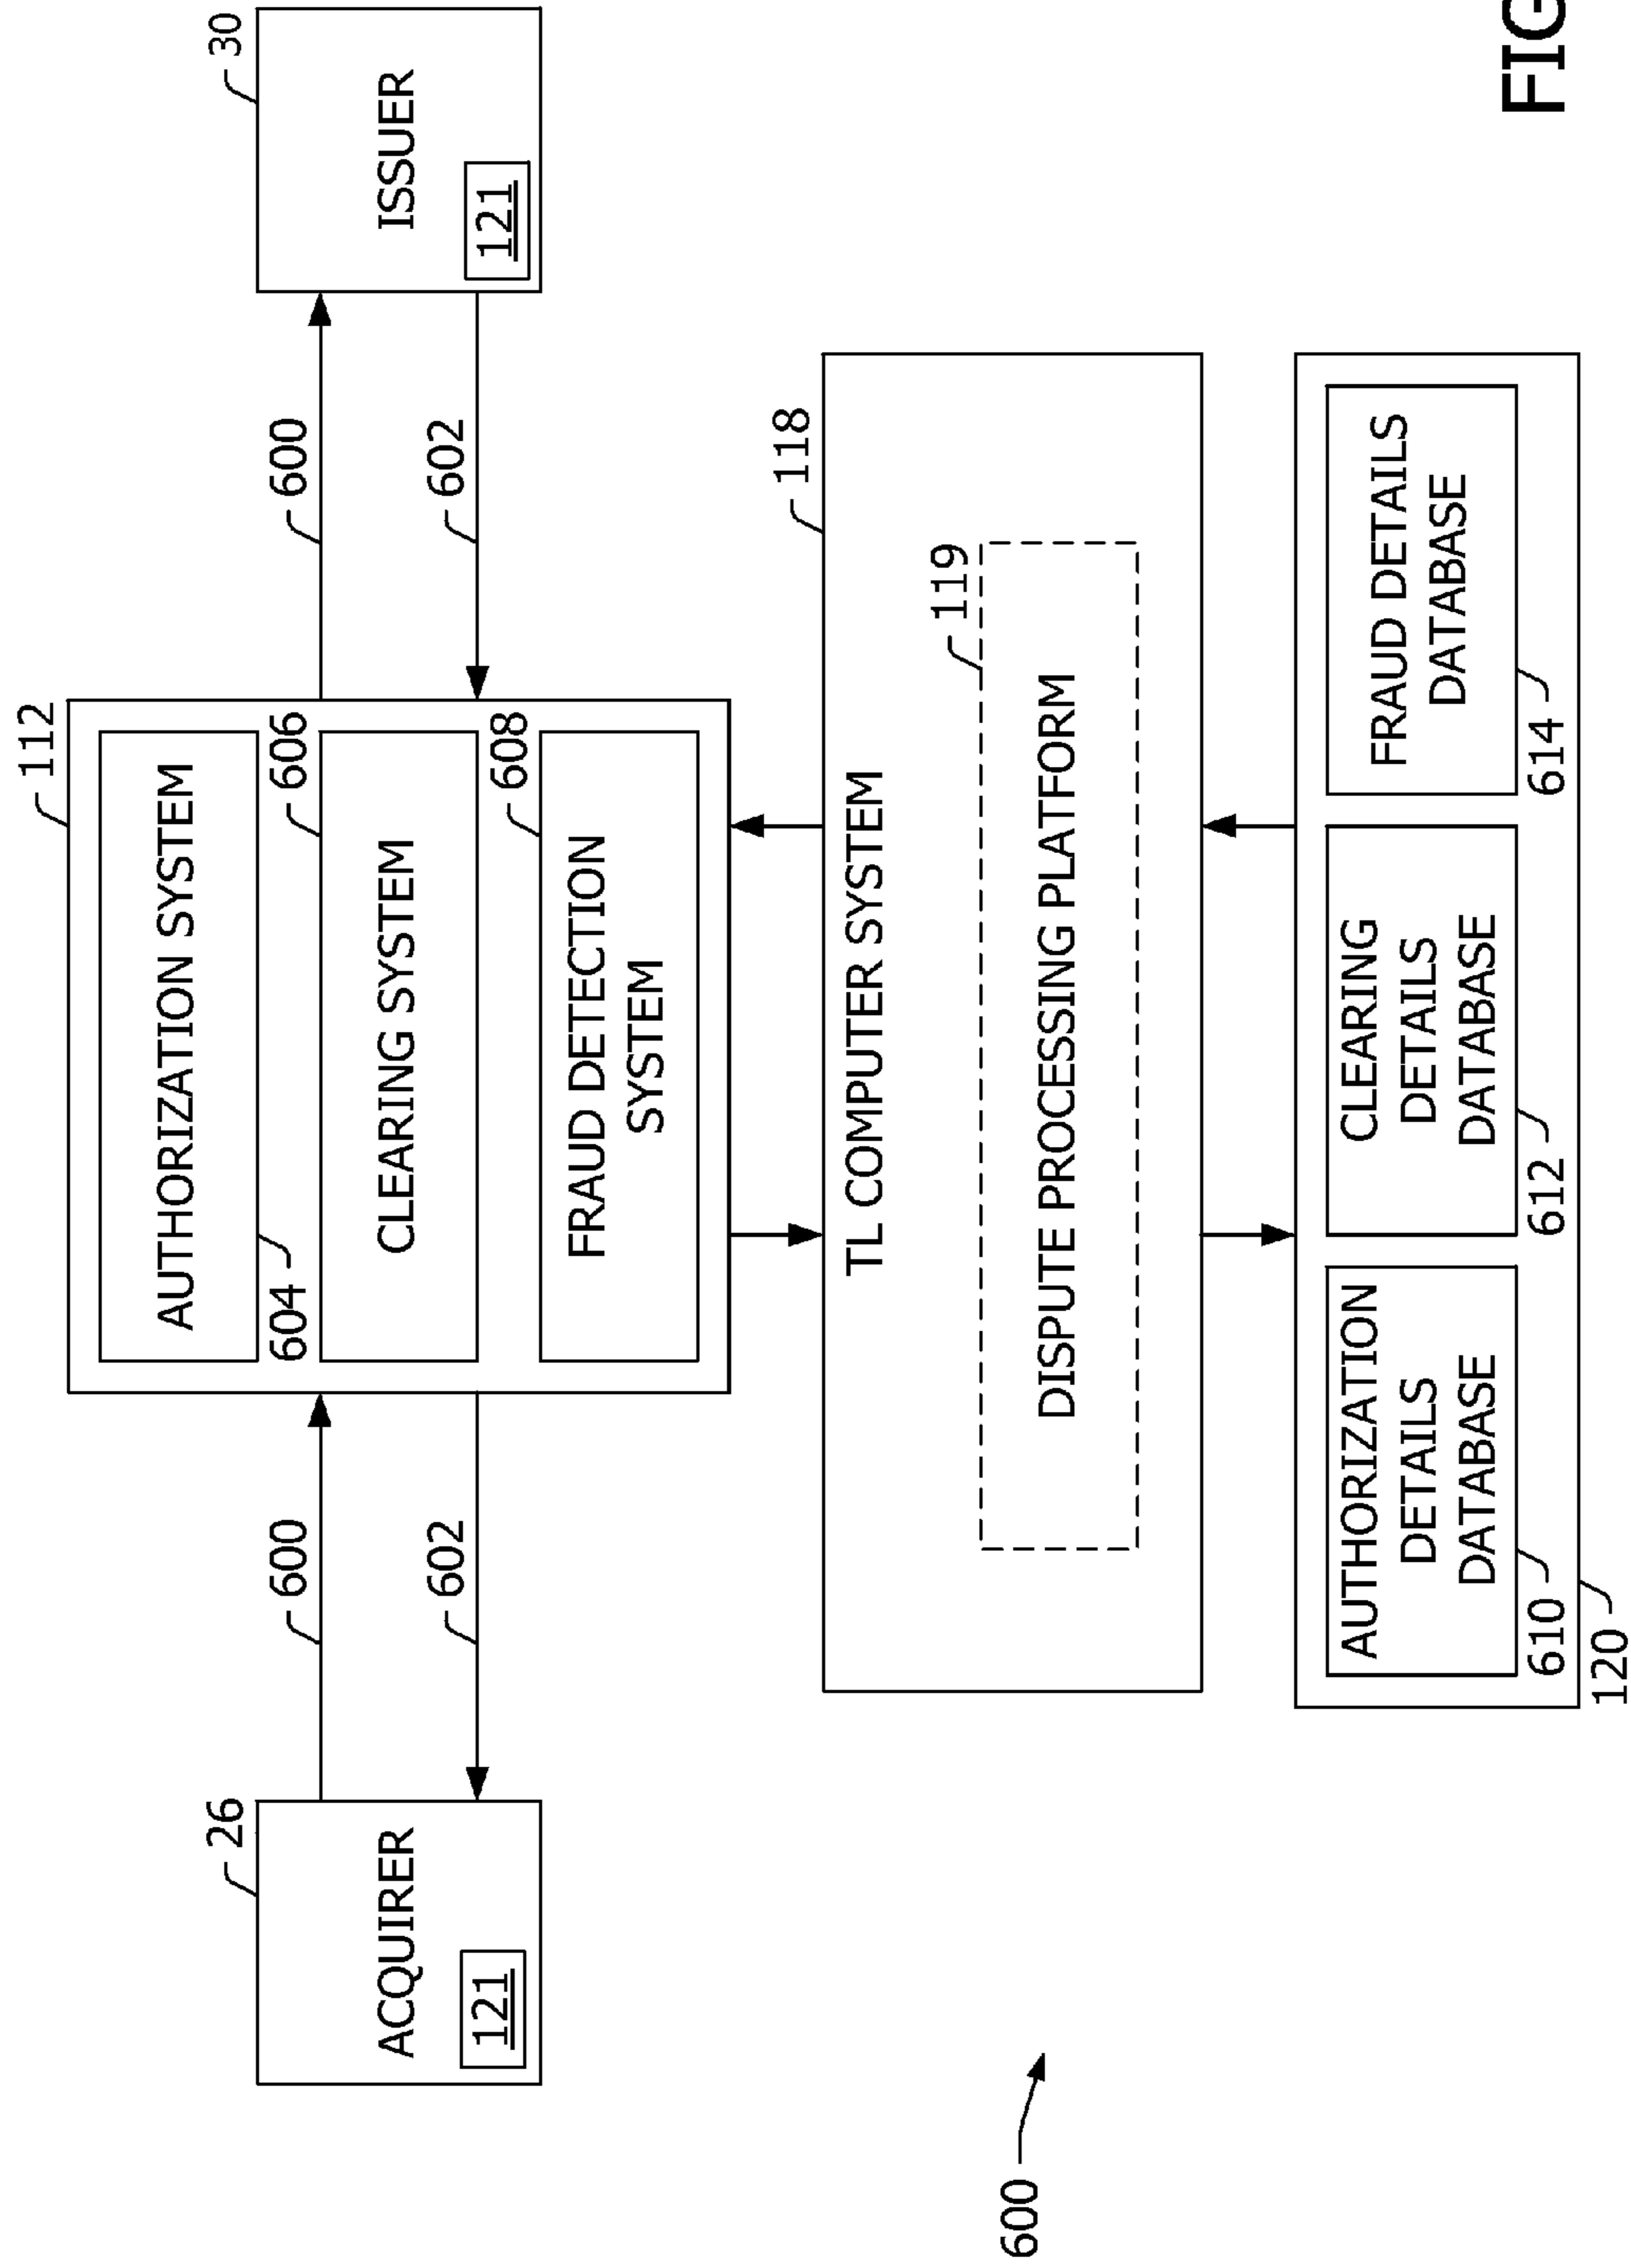 112
AUTHORIZATION SYSTEM
604
606
CLEARING SYSTEM
608
FRAUD DETECTION
SYSTEM
26
ACQUIRER
121
600
602
600
602
30
ISSUER
121
118
TL COMPUTER SYSTEM
119
DISPUTE PROCESSING PLATFORM
600
AUTHORIZATION
DETAILS
DATABASE
610
CLEARING
DETAILS
DATABASE
612
FRAUD DETAILS
DATABASE
614
120
FIG